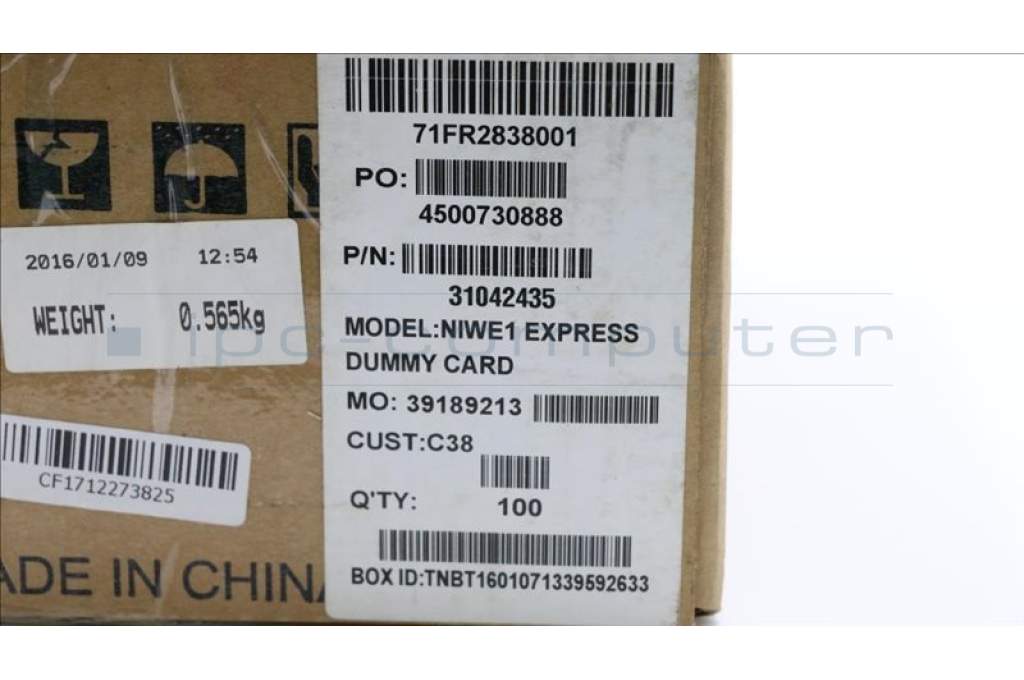 71FR2838001
PO:
4500730888
P/N:
31042435
MODEL:NIWE1 EXPRESS
DUMMY CARD
MO: 39189213
CUST:C38
Q'TY: 100
BOX ID:TNBT1601071339592633
2016/01/09 12:54
WEIGHT: 0.565kg
CF1712273825
ADE IN CHINA
ipc-computer